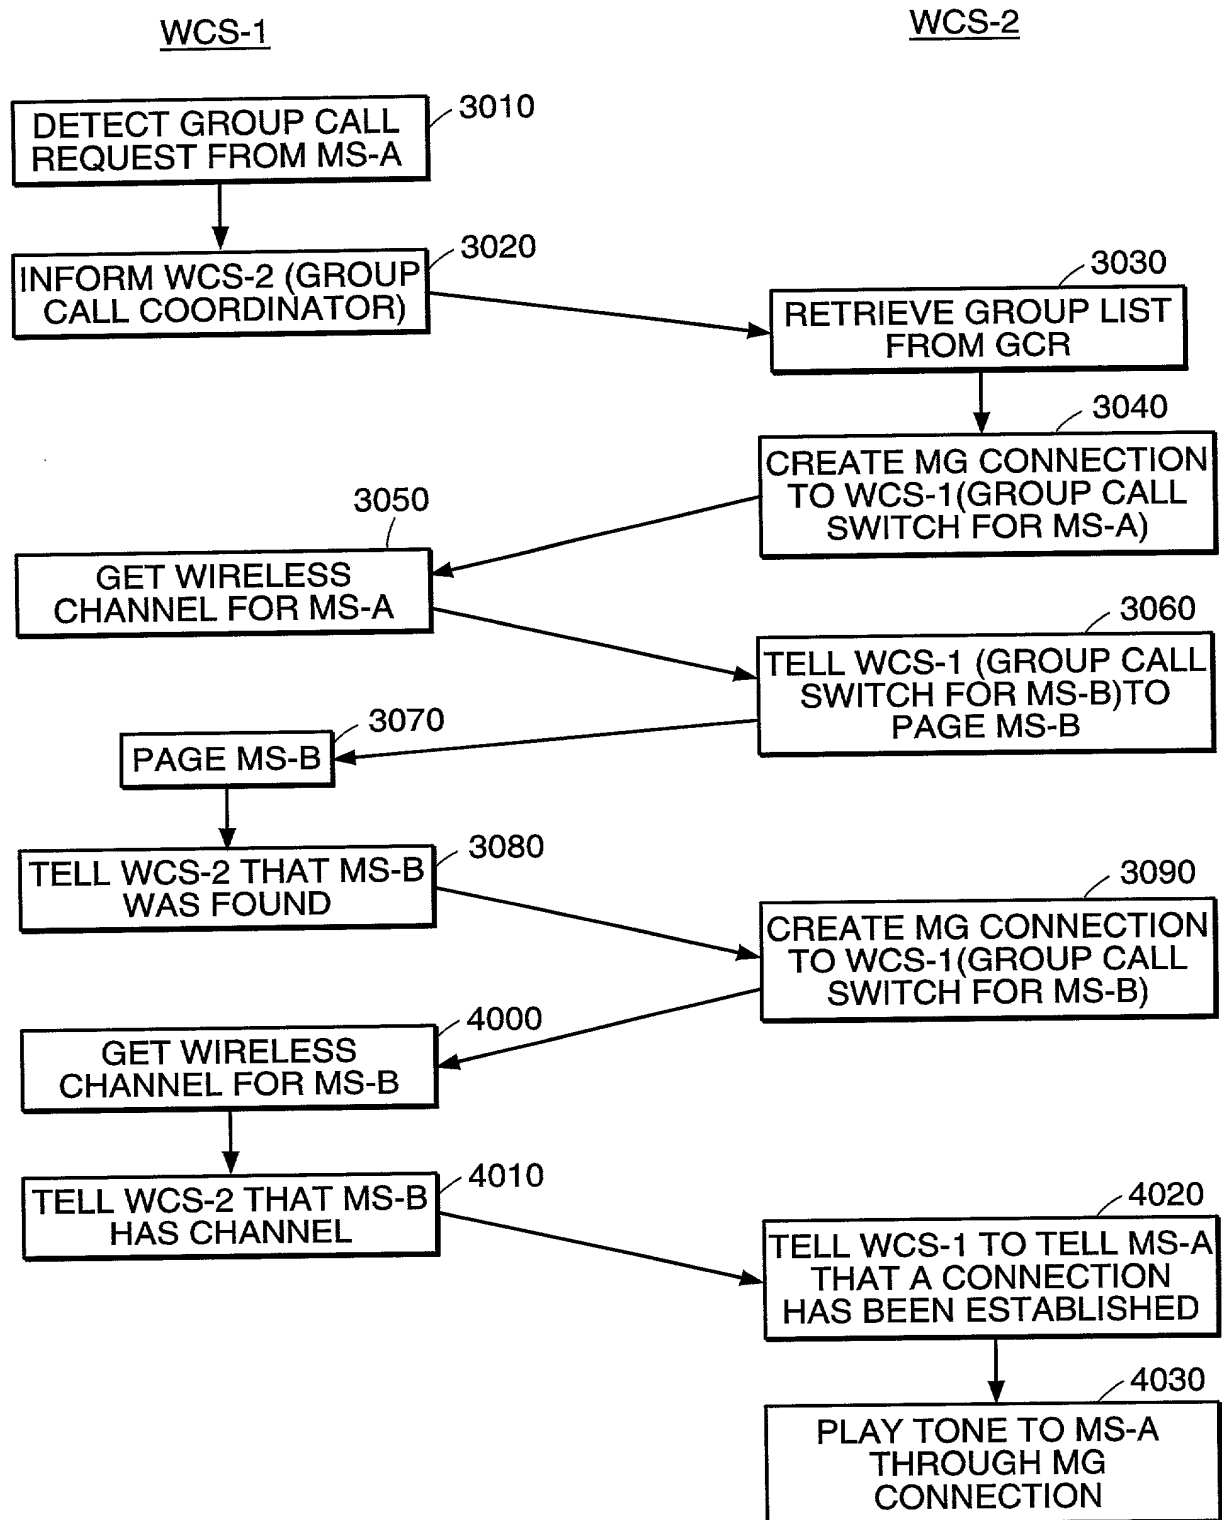 WCS-1
WCS-2
3010
DETECT GROUP CALL
REQUEST FROM MS-A
3020
INFORM WCS-2 (GROUP
CALL COORDINATOR)
3030
RETRIEVE GROUP LIST
FROM GCR
3040
CREATE MG CONNECTION
TO WCS-1(GROUP CALL
SWITCH FOR MS-A)
3050
GET WIRELESS
CHANNEL FOR MS-A
3060
TELL WCS-1 (GROUP CALL
SWITCH FOR MS-B)TO
PAGE MS-B
3070
PAGE MS-B
3080
TELL WCS-2 THAT MS-B
WAS FOUND
3090
CREATE MG CONNECTION
TO WCS-1(GROUP CALL
SWITCH FOR MS-B)
4000
GET WIRELESS
CHANNEL FOR MS-B
4010
TELL WCS-2 THAT MS-B
HAS CHANNEL
4020
TELL WCS-1 TO TELL MS-A
THAT A CONNECTION
HAS BEEN ESTABLISHED
4030
PLAY TONE TO MS-A
THROUGH MG
CONNECTION